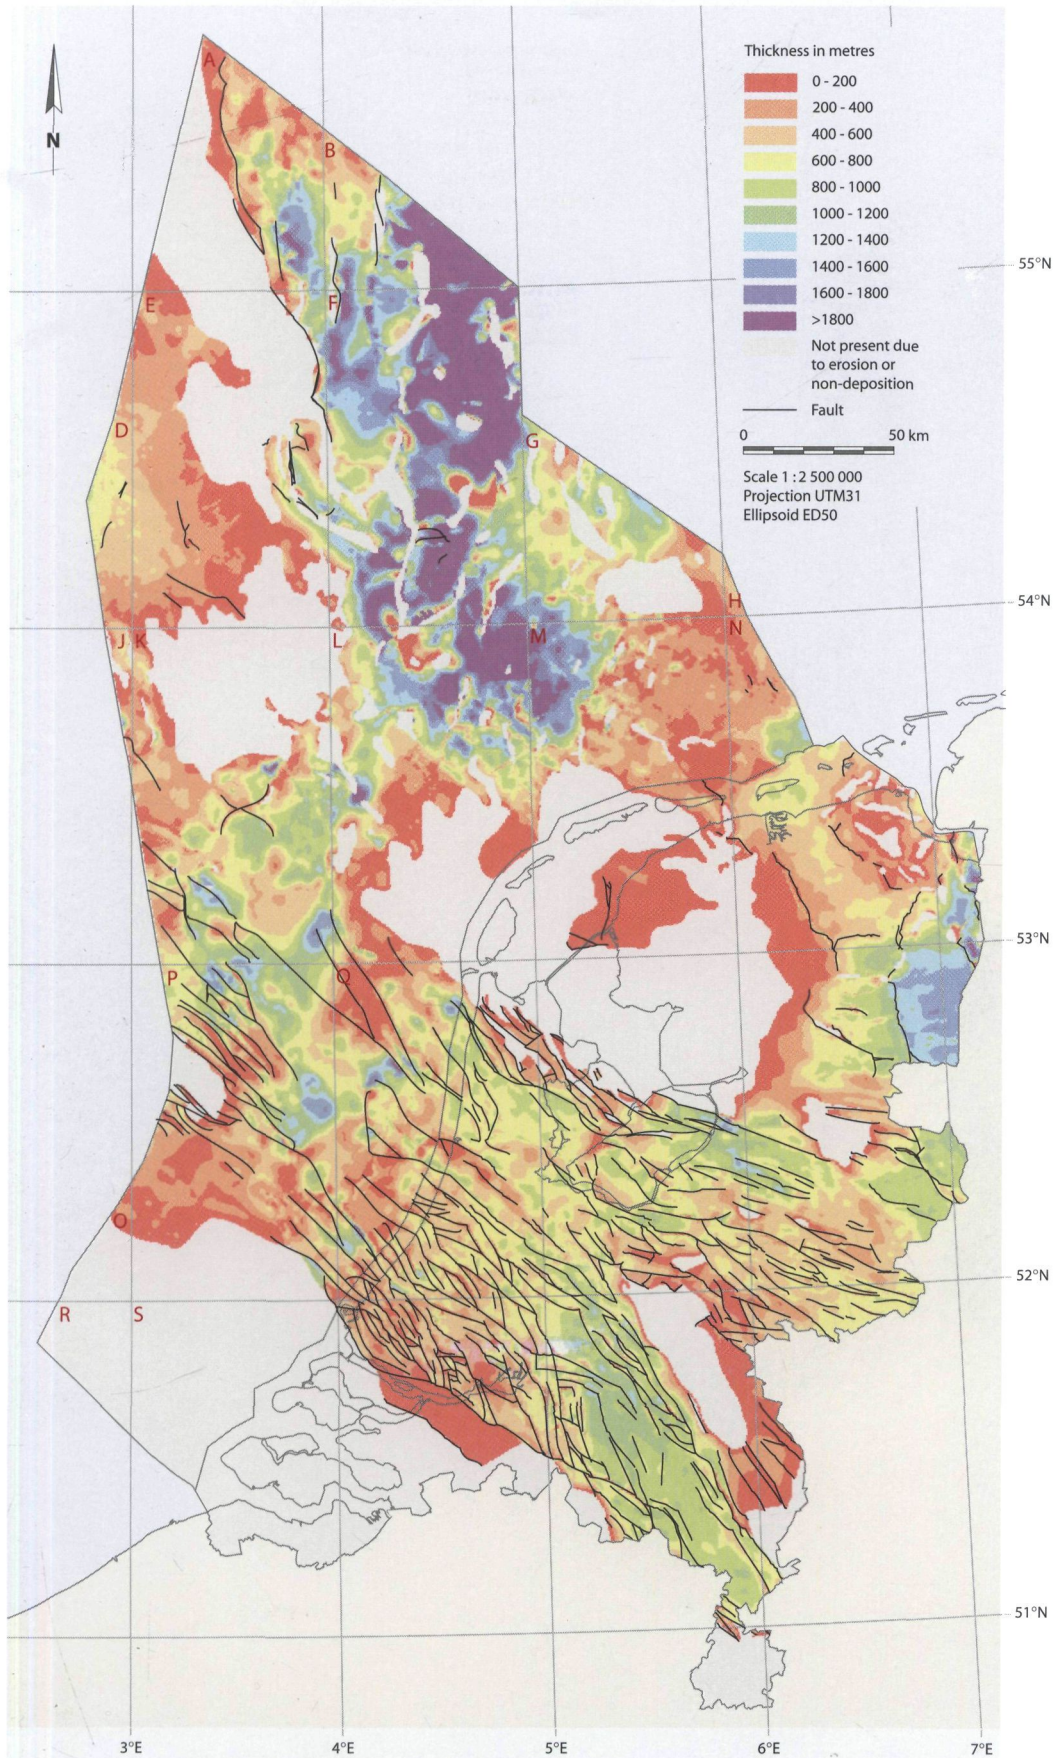 Thickness in metres
0 - 200
200 - 400
400 - 600
600 - 800
800 - 1000
1000 - 1200
1200 - 1400
1400 - 1600
1600 - 1800
>1800
Not present due
to erosion or
non-deposition
Fault
0 50 km
Scale 1 : 2 500 000
Projection UTM31
Ellipsoid ED50
N
A
B
55°N
E F
D
G
54°N
H
J K L M N
53°N
P Q
O
52°N
R S
51°N
3°E 4°E 5°E 6°E 7°E